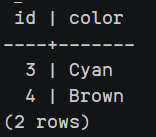 id | color
----+-------
3 | Cyan
4 | Brown
(2 rows)